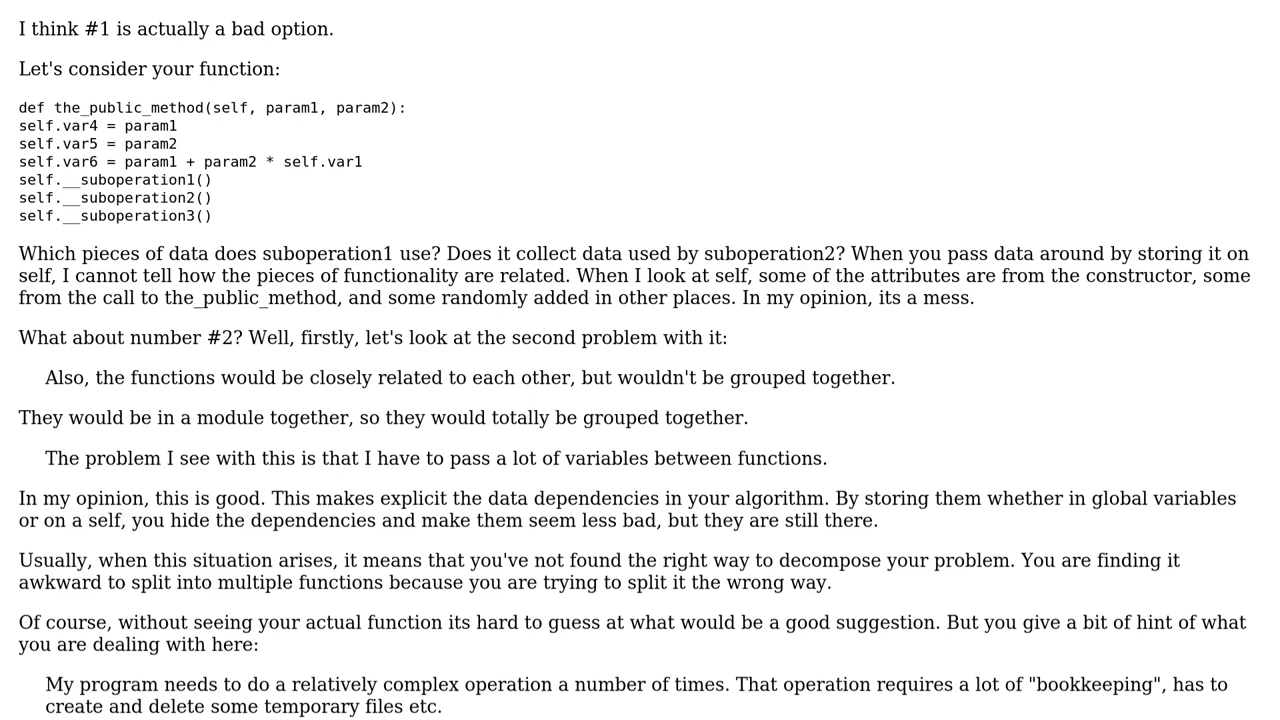 I think #1 is actually a bad option.
Let's consider your function:
def the_public_method(self, param1, param2):
self.var4 = param1
self.var5 = param2
self.var6 = param1 + param2 * self.var1
self.__suboperation1()
self.__suboperation2()
self.__suboperation3()
Which pieces of data does suboperation1 use? Does it collect data used by suboperation2? When you pass data around by storing it on
self, I cannot tell how the pieces of functionality are related. When I look at self, some of the attributes are from the constructor, some
from the call to the_public_method, and some randomly added in other places. In my opinion, its a mess.
What about number #2? Well, firstly, let's look at the second problem with it:
Also, the functions would be closely related to each other, but wouldn't be grouped together.
They would be in a module together, so they would totally be grouped together.
The problem I see with this is that I have to pass a lot of variables between functions.
In my opinion, this is good. This makes explicit the data dependencies in your algorithm. By storing them whether in global variables
or on a self, you hide the dependencies and make them seem less bad, but they are still there.
Usually, when this situation arises, it means that you've not found the right way to decompose your problem. You are finding it
awkward to split into multiple functions because you are trying to split it the wrong way.
Of course, without seeing your actual function its hard to guess at what would be a good suggestion. But you give a bit of hint of what
you are dealing with here:
My program needs to do a relatively complex operation a number of times. That operation requires a lot of "bookkeeping", has to
create and delete some temporary files etc.